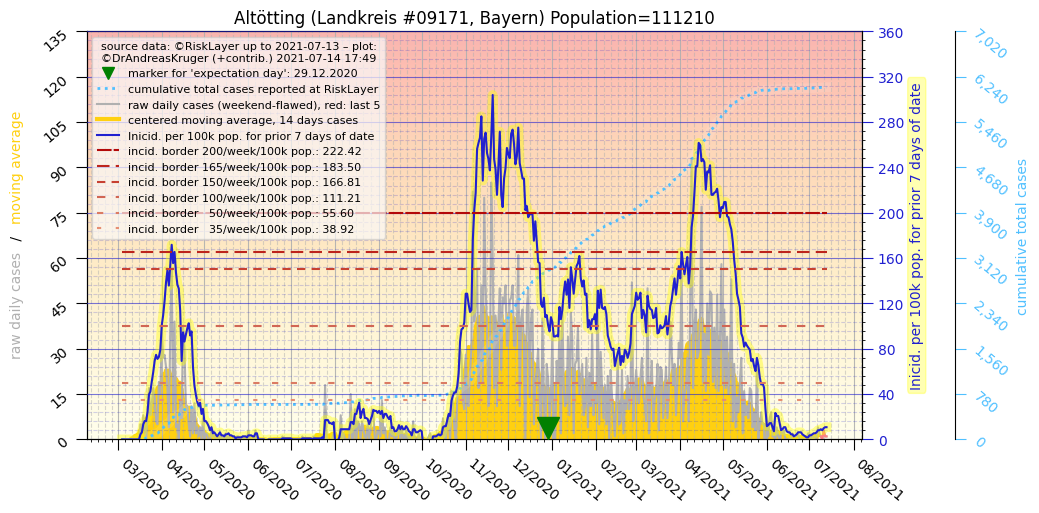 Altötting (Landkreis #09171, Bayern) Population=111210
source data: ©RiskLayer up to 2021-07-13 – plot:
©DrAndreasKruger (+contrib.) 2021-07-14 17:49
marker for 'expectation day': 29.12.2020
cumulative total cases reported at RiskLayer
raw daily cases (weekend-flawed), red: last 5
centered moving average, 14 days cases
Inicid. per 100k pop. for prior 7 days of date
incid. border 200/week/100k pop.: 222.42
incid. border 165/week/100k pop.: 183.50
incid. border 150/week/100k pop.: 166.81
incid. border 100/week/100k pop.: 111.21
incid. border   50/week/100k pop.: 55.60
incid. border   35/week/100k pop.: 38.92
raw daily cases  /  moving average
135
120
105
90
75
60
45
30
15
0
360
320
280
240
200
160
120
80
40
0
Inicid. per 100k pop. for prior 7 days of date
7,020
6,240
5,460
4,680
3,900
3,120
2,340
1,560
780
0
cumulative total cases
03/2020
04/2020
05/2020
06/2020
07/2020
08/2020
09/2020
10/2020
11/2020
12/2020
01/2021
02/2021
03/2021
04/2021
05/2021
06/2021
07/2021
08/2021